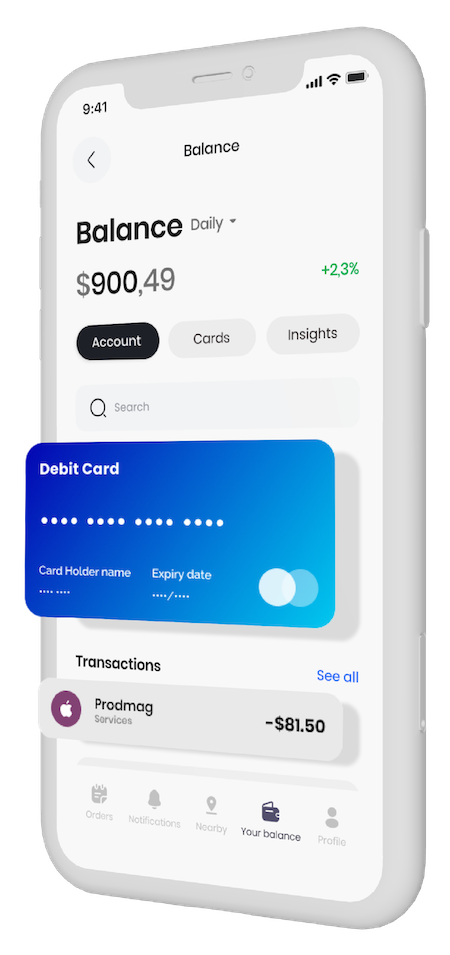 9:41
Balance
Balance Daily
$900,49 +2,3%
Account Cards Insights
Search
Debit Card
Card Holder name Expiry date
Transactions See all
Prodmag
Services
-$81.50
Orders Notifications Nearby Your balance Profile